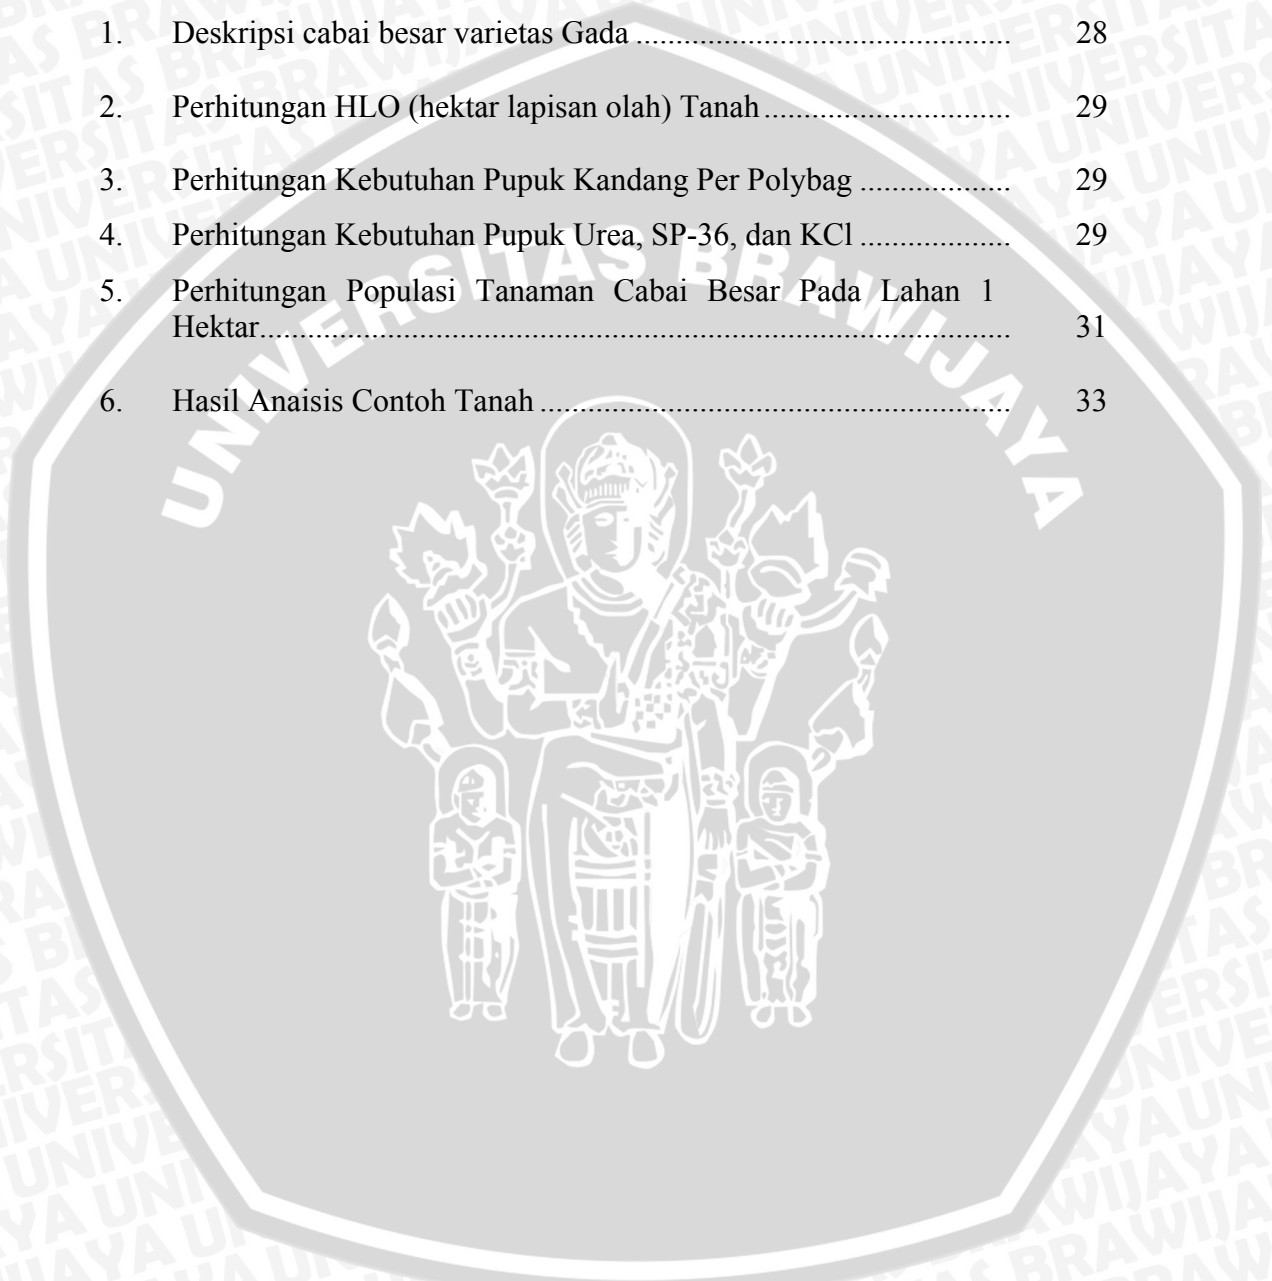 1. Deskripsi cabai besar varietas Gada ............................................... 28
2. Perhitungan HLO (hektar lapisan olah) Tanah ............................... 29
3. Perhitungan Kebutuhan Pupuk Kandang Per Polybag ................... 29
4. Perhitungan Kebutuhan Pupuk Urea, SP-36, dan KCl ................... 29
5. Perhitungan Populasi Tanaman Cabai Besar Pada Lahan 1
Hektar.............................................................................................. 31
6. Hasil Anaisis Contoh Tanah ........................................................... 33
UNIVERSITAS BRAWIJAYA